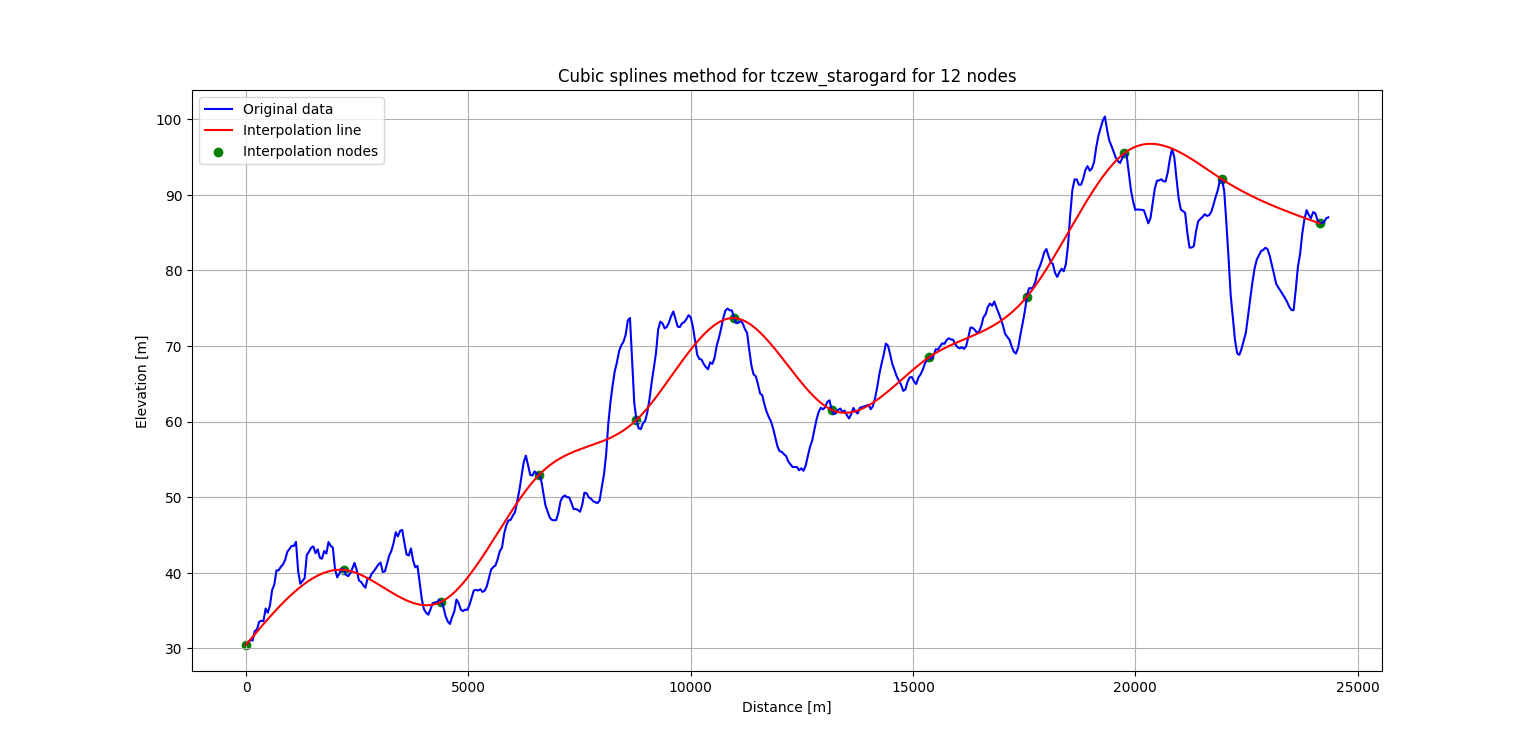 Cubic splines method for tczew_starogard for 12 nodes
Original data
Interpolation line
Interpolation nodes
100
90
80
70
60
50
40
30
Elevation [m]
0
5000
10000
15000
20000
25000
Distance [m]